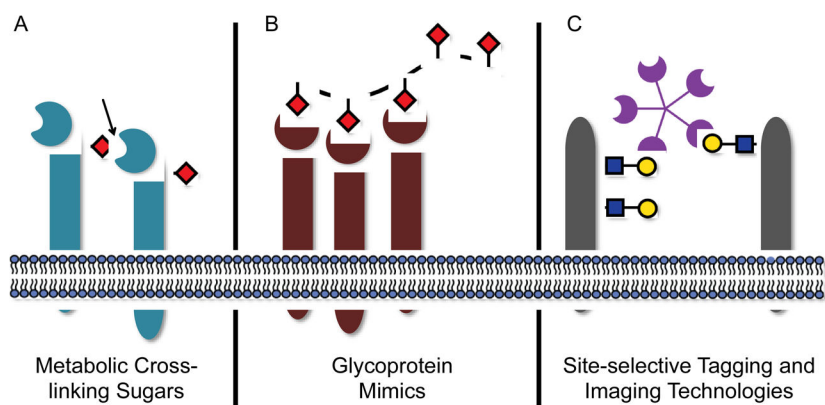 A
B
C
Metabolic Cross-
linking Sugars
Glycoprotein
Mimics
Site-selective Tagging and
Imaging Technologies